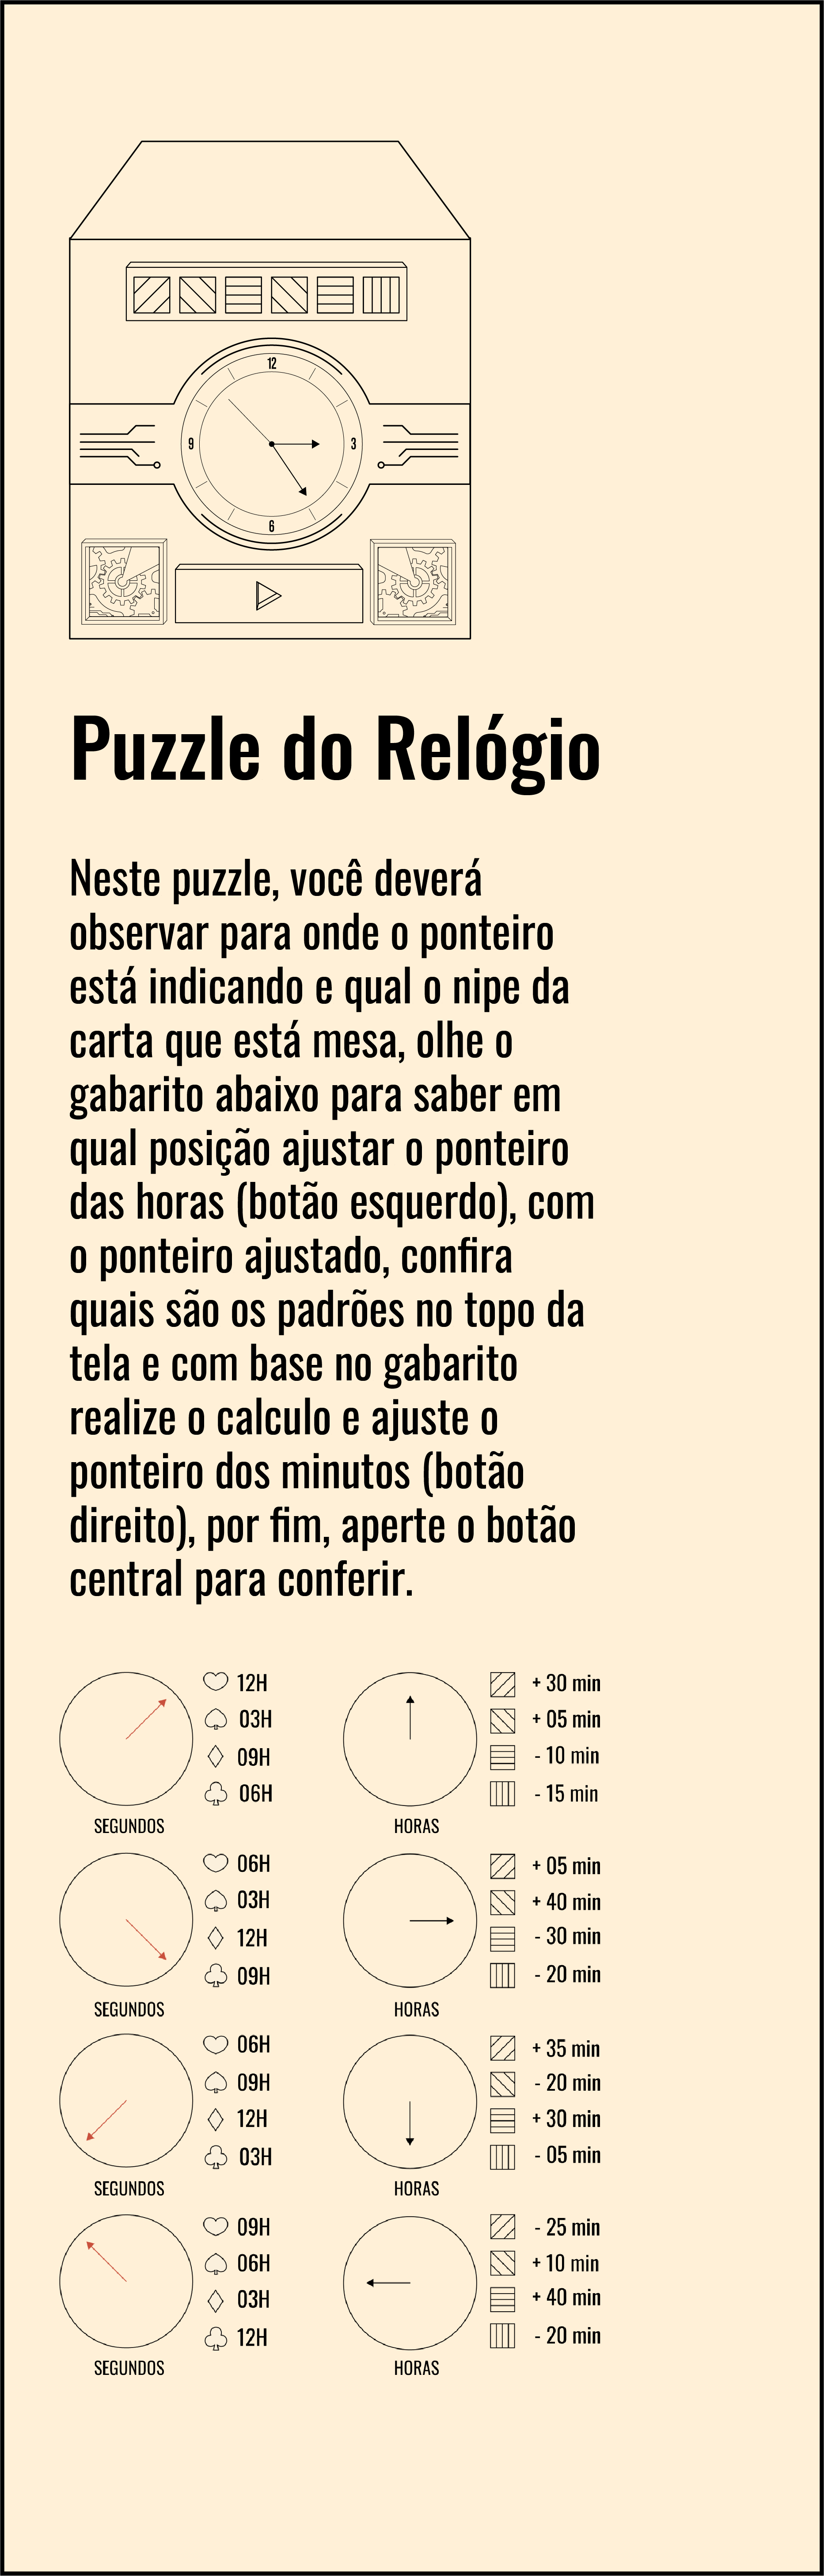 12
9
3
6
Puzzle do Relógio
Neste puzzle, você deverá
observar para onde o ponteiro
está indicando e qual o nipe da
carta que está mesa, olhe o
gabarito abaixo para saber em
qual posição ajustar o ponteiro
das horas (botão esquerdo), com
o ponteiro ajustado, confira
quais são os padrões no topo da
tela e com base no gabarito
realize o calculo e ajuste o
ponteiro dos minutos (botão
direito), por fim, aperte o botão
central para conferir.
12H
03H
09H
06H
SEGUNDOS
+ 30 min
+ 05 min
- 10 min
- 15 min
HORAS
06H
03H
12H
09H
SEGUNDOS
+ 05 min
+ 40 min
- 30 min
- 20 min
HORAS
06H
09H
12H
03H
SEGUNDOS
+ 35 min
- 20 min
+ 30 min
- 05 min
HORAS
09H
06H
03H
12H
SEGUNDOS
- 25 min
+ 10 min
+ 40 min
- 20 min
HORAS